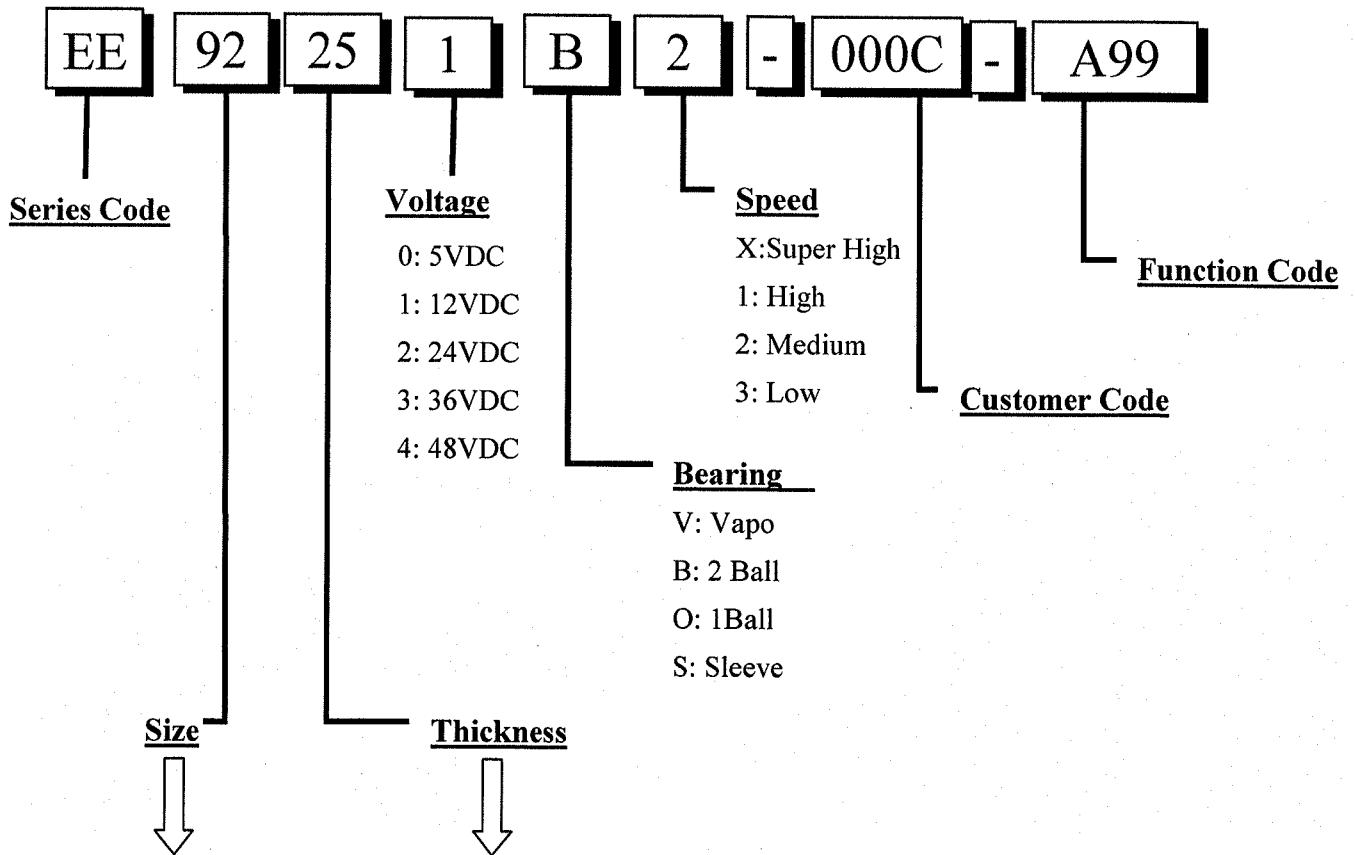 EE 92 25 1 B 2 - 000C - A99
Series Code
Voltage
0: 5VDC
1: 12VDC
2: 24VDC
3: 36VDC
4: 48VDC
Speed
X:Super High
1: High
2: Medium
3: Low
Function Code
Customer Code
Bearing
V: Vapo
B: 2 Ball
O: 1Ball
S: Sleeve
Size
Thickness